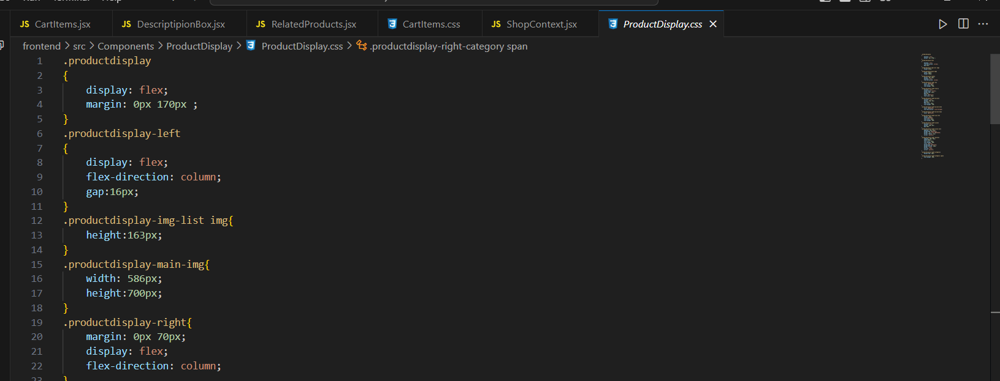 Run Terminal Help
JS CartItems.jsx JS DescriptipionBox.jsx JS RelatedProducts.jsx CartItems.css JS ShopContext.jsx ProductDisplay.css
frontend > src > Components > ProductDisplay > ProductDisplay.css > .productdisplay-right-category span
1 .productdisplay
2 {
3 display: flex;
4 margin: 0px 170px ;
5 }
6 .productdisplay-left
7 {
8 display: flex;
9 flex-direction: column;
10 gap:16px;
11 }
12 .productdisplay-img-list img{
13 height:163px;
14 }
15 .productdisplay-main-img{
16 width: 586px;
17 height:700px;
18 }
19 .productdisplay-right{
20 margin: 0px 70px;
21 display: flex;
22 flex-direction: column;
23 }